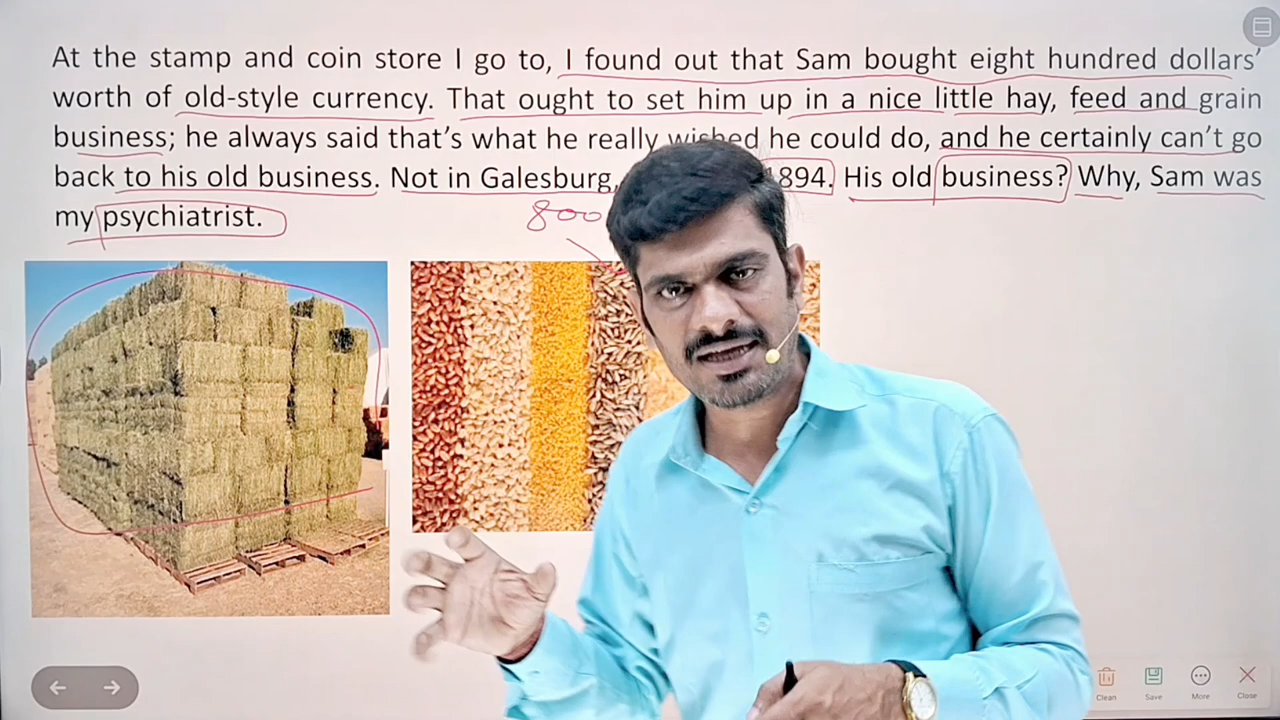 At the stamp and coin store I go to, I found out that Sam bought eight hundred dollars’
worth of old-style currency. That ought to set him up in a nice little hay, feed and grain
business; he always said that’s what he really wished he could do, and he certainly can’t go
back to his old business. Not in Galesburg, 1894. His old business? Why, Sam was
my psychiatrist.
800
Clean Save More Close